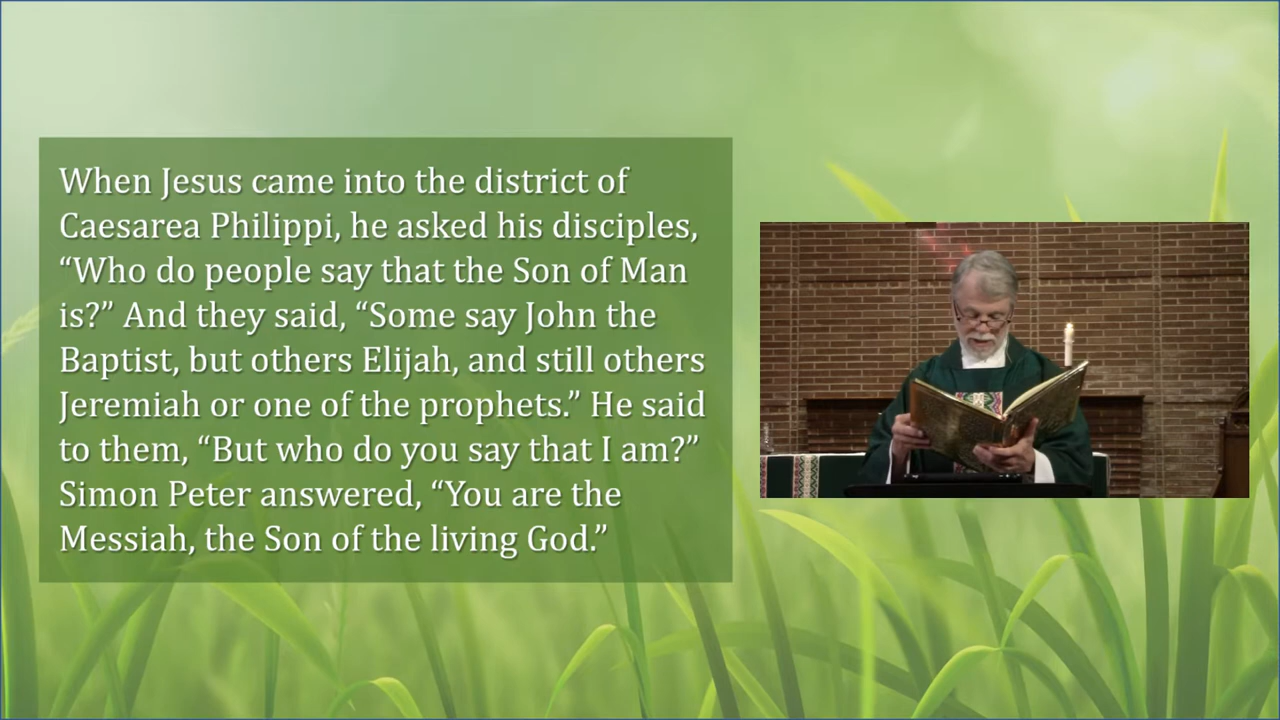 When Jesus came into the district of
Caesarea Philippi, he asked his disciples,
“Who do people say that the Son of Man
is?” And they said, “Some say John the
Baptist, but others Elijah, and still others
Jeremiah or one of the prophets.” He said
to them, “But who do you say that I am?”
Simon Peter answered, “You are the
Messiah, the Son of the living God.”